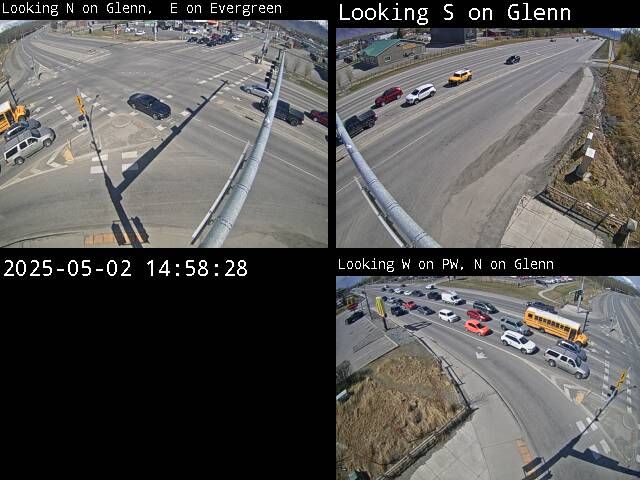 Looking N on Glenn,  E on Evergreen
Looking S on Glenn
2025-05-02 14:58:28
Looking W on PW, N on Glenn